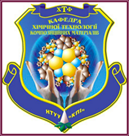 ХТФ
КАФЕДРА
ХІМІЧНОЇ ТЕХНОЛОГІЇ
КОМПОЗИЦІЙНИХ МАТЕРІАЛІВ
НТУУ «КПІ»